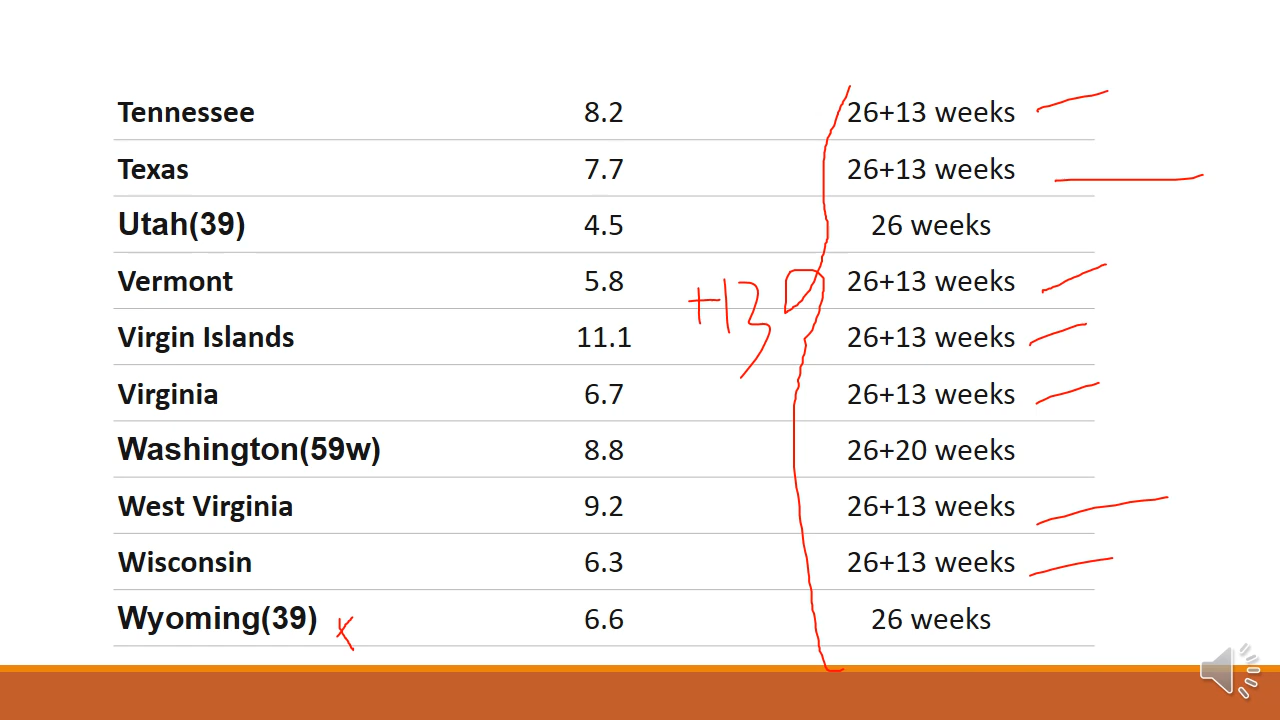 Tennessee 8.2 26+13 weeks
Texas 7.7 26+13 weeks
Utah(39) 4.5 26 weeks
Vermont 5.8 26+13 weeks
+13
Virgin Islands 11.1 26+13 weeks
Virginia 6.7 26+13 weeks
Washington(59w) 8.8 26+20 weeks
West Virginia 9.2 26+13 weeks
Wisconsin 6.3 26+13 weeks
Wyoming(39) x 6.6 26 weeks